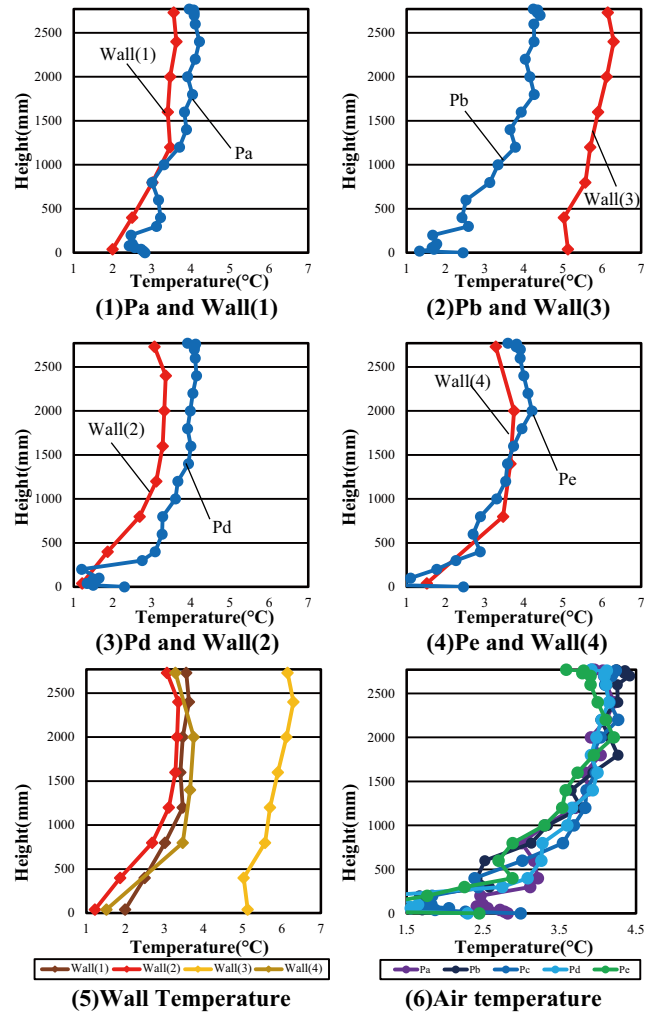 2500
2000
1500
1000
500
0
Height(mm)
Wall(1)
Pa
1 2 3 4 5 6 7
Temperature(°C)
(1)Pa and Wall(1)
2500
2000
1500
1000
500
0
Height(mm)
Pb
Wall(3)
1 2 3 4 5 6 7
Temperature(°C)
(2)Pb and Wall(3)
2500
2000
1500
1000
500
0
Height(mm)
Wall(2)
Pd
1 2 3 4 5 6 7
Temperature(°C)
(3)Pd and Wall(2)
2500
2000
1500
1000
500
0
Height(mm)
Wall(4)
Pe
1 2 3 4 5 6 7
Temperature(°C)
(4)Pe and Wall(4)
2500
2000
1500
1000
500
0
Height(mm)
1 2 3 4 5 6 7
Temperature(°C)
Wall(1) Wall(2) Wall(3) Wall(4)
(5)Wall Temperature
2500
2000
1500
1000
500
0
Height(mm)
1.5 2.5 3.5 4.5
Temperature(°C)
Pa Pb Pc Pd Pe
(6)Air temperature